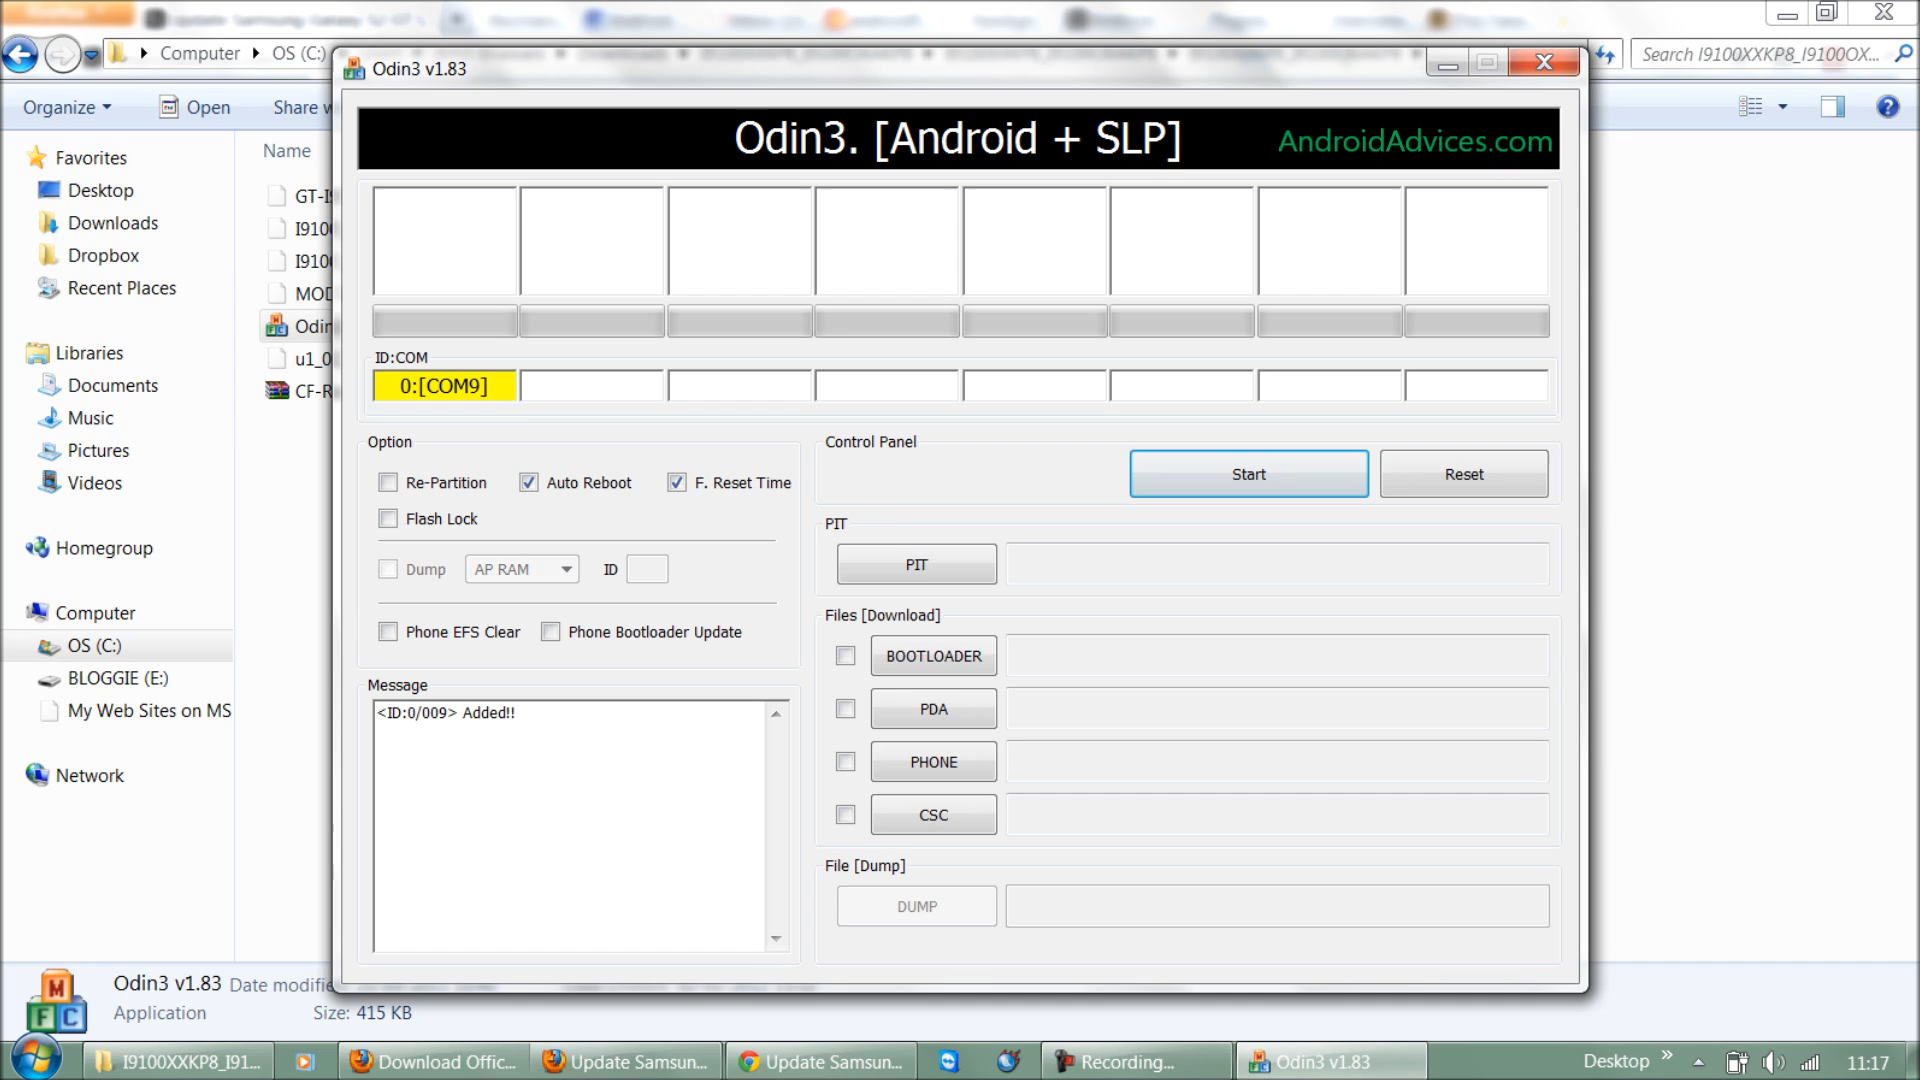 Computer
OS (C:)
Search I9100XXKP8_I9100OX...
Organize
Open
Share w
Favorites
Desktop
Downloads
Dropbox
Recent Places
Libraries
Documents
Music
Pictures
Videos
Homegroup
Computer
OS (C:)
BLOGGIE (E:)
My Web Sites on MS
Network
Name
GT-I9
I9100
I9100
MOD
Odin
u1_0
CF-R
Odin3 v1.83
Odin3. [Android + SLP]
AndroidAdvices.com
ID:COM
0:[COM9]
Option
Re-Partition
Auto Reboot
F. Reset Time
Flash Lock
Dump
AP RAM
ID
Phone EFS Clear
Phone Bootloader Update
Message
<ID:0/009> Added!!
Control Panel
Start
Reset
PIT
PIT
Files [Download]
BOOTLOADER
PDA
PHONE
CSC
File [Dump]
DUMP
Odin3 v1.83
Date modifie
Application
Size: 415 KB
I9100XXKP8_I91...
Download Offic...
Update Samsun...
Update Samsun...
Recording...
Odin3 v1.83
Desktop
11:17